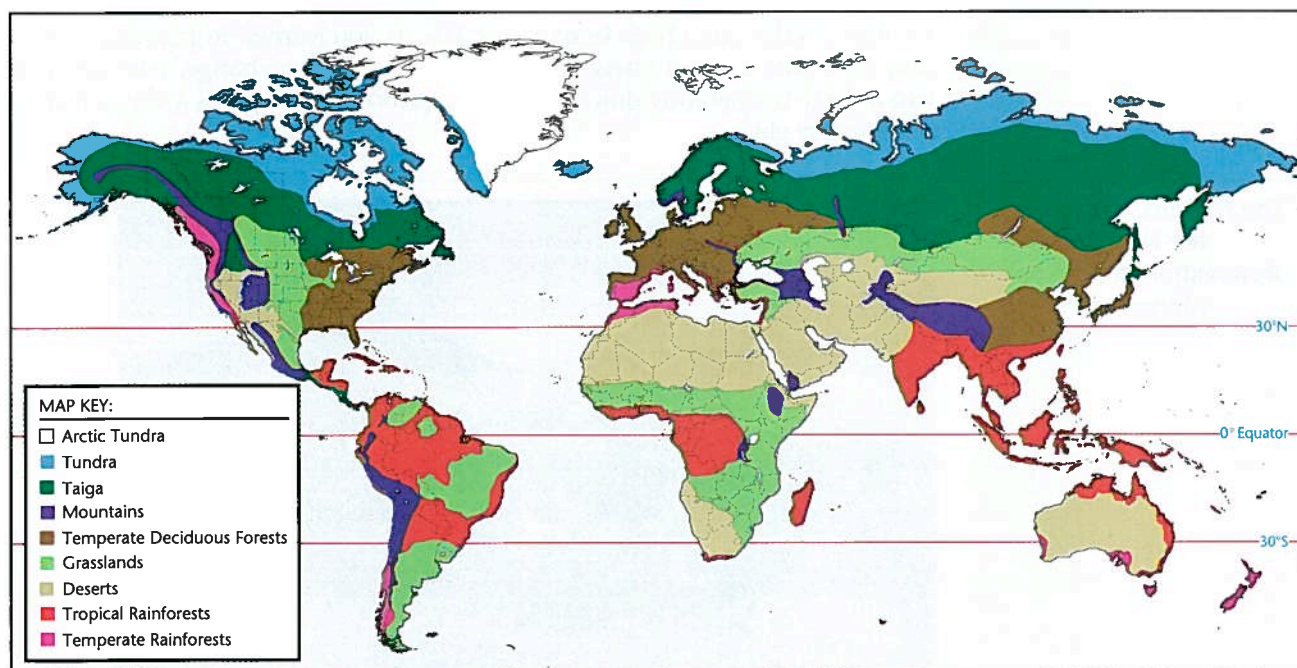 30°N
MAP KEY:
Arctic Tundra
Tundra
Taiga
Mountains
Temperate Deciduous Forests
Grasslands
Deserts
Tropical Rainforests
Temperate Rainforests
0° Equator
30°S